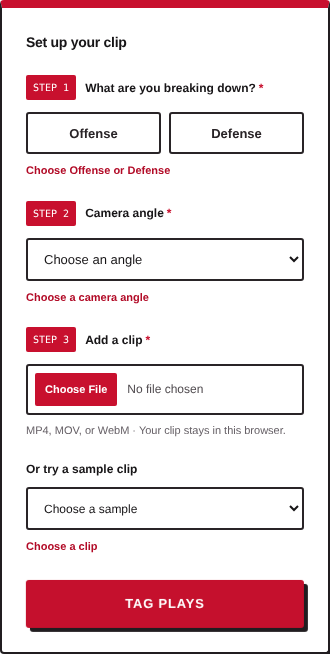 Set up your clip
STEP 1 What are you breaking down? *
Offense Defense
Choose Offense or Defense
STEP 2 Camera angle *
Choose an angle
Choose a camera angle
STEP 3 Add a clip *
Choose File No file chosen
MP4, MOV, or WebM · Your clip stays in this browser.
Or try a sample clip
Choose a sample
Choose a clip
TAG PLAYS